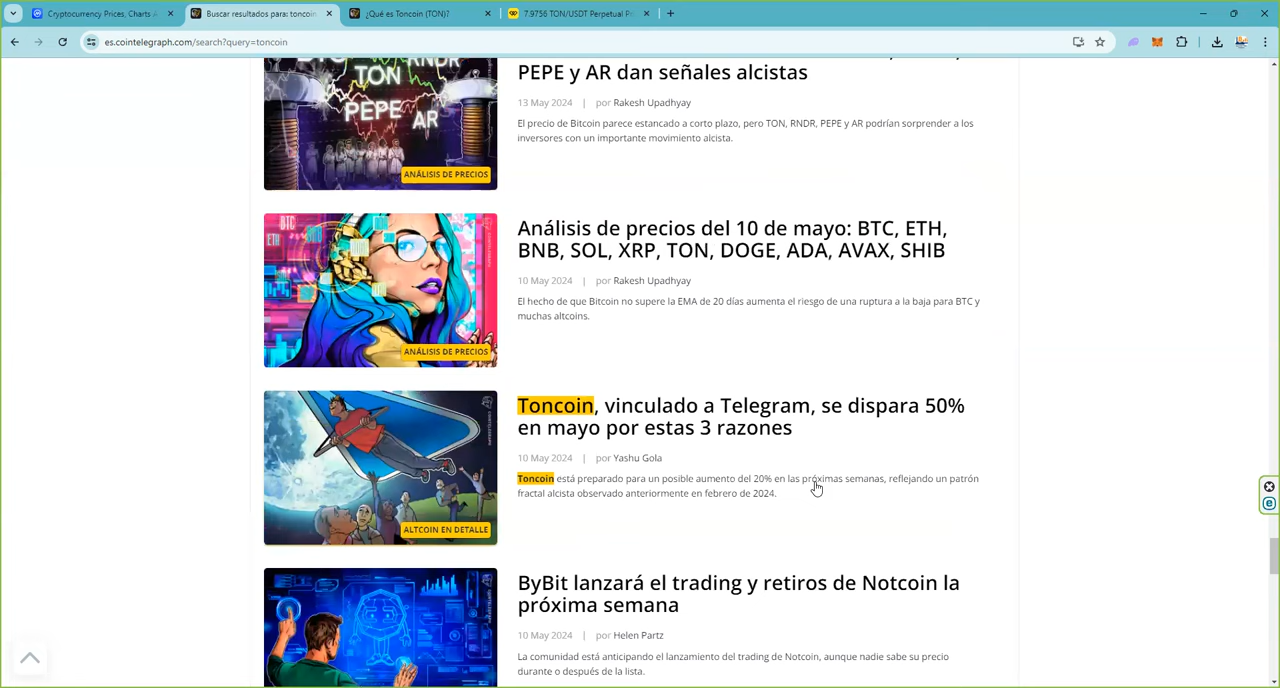 Cryptocurrency Prices, Charts A
Buscar resultados para: toncoin
¿Qué es Toncoin (TON)?
7.9756 TON/USDT Perpetual Pr
es.cointelegraph.com/search?query=toncoin
BTC
TON
RNDR
PEPE
AR
ANÁLISIS DE PRECIOS
PEPE y AR dan señales alcistas
13 May 2024 | por Rakesh Upadhyay
El precio de Bitcoin parece estancado a corto plazo, pero TON, RNDR, PEPE y AR podrían sorprender a los
inversores con un importante movimiento alcista.
BTC
ETH
ANÁLISIS DE PRECIOS
Análisis de precios del 10 de mayo: BTC, ETH,
BNB, SOL, XRP, TON, DOGE, ADA, AVAX, SHIB
10 May 2024 | por Rakesh Upadhyay
El hecho de que Bitcoin no supere la EMA de 20 días aumenta el riesgo de una ruptura a la baja para BTC y
muchas altcoins.
ALTCOIN EN DETALLE
Toncoin, vinculado a Telegram, se dispara 50%
en mayo por estas 3 razones
10 May 2024 | por Yashu Gola
Toncoin está preparado para un posible aumento del 20% en las próximas semanas, reflejando un patrón
fractal alcista observado anteriormente en febrero de 2024.
ByBit lanzará el trading y retiros de Notcoin la
próxima semana
10 May 2024 | por Helen Partz
La comunidad está anticipando el lanzamiento del trading de Notcoin, aunque nadie sabe su precio
durante o después de la lista.